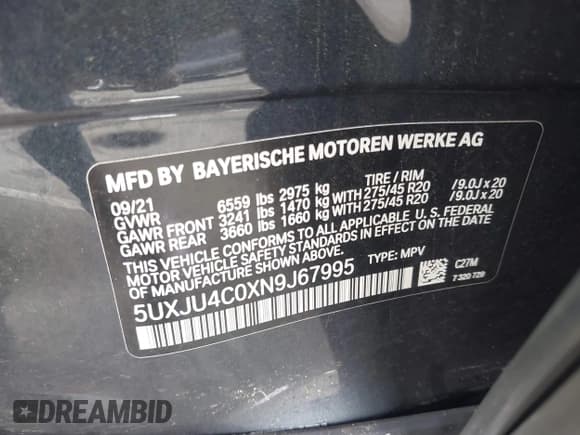 MFD BY BAYERISCHE MOTOREN WERKE AG
09/21 TIRE / RIM
GVWR 6559 lbs 2975 kg
GAWR FRONT 3241 lbs 1470 kg WITH 275/45 R20 / 9.0J x 20
GAWR REAR 3660 lbs 1660 kg WITH 275/45 R20 / 9.0J x 20
THIS VEHICLE CONFORMS TO ALL APPLICABLE U. S. FEDERAL
MOTOR VEHICLE SAFETY STANDARDS IN EFFECT ON THE DATE
OF MANUFACTURE SHOWN ABOVE.
5UXJU4C0XN9J67995 TYPE: MPV
C27M
7 320 729
DREAMBID